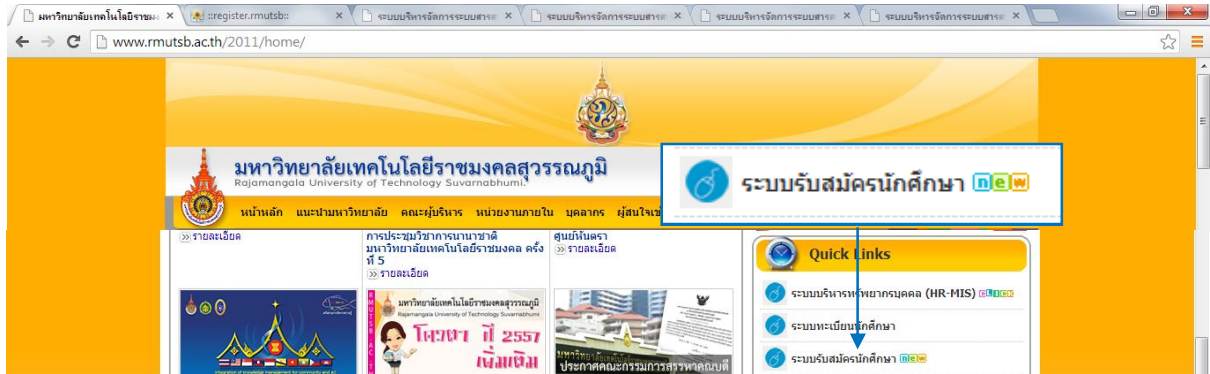 มหาวิทยาลัยเทคโนโลยีราชมง
::register.rmutsb::
ระบบบริหารจัดการระบบสารส
ระบบบริหารจัดการระบบสารส
ระบบบริหารจัดการระบบสารส
ระบบบริหารจัดการระบบสารส
www.rmutsb.ac.th/2011/home/
มหาวิทยาลัยเทคโนโลยีราชมงคลสุวรรณภูมิ
Rajamangala University of Technology Suvarnabhumi.
ระบบรับสมัครนักศึกษา new
หน้าหลัก แนะนำมหาวิทยาลัย คณะผู้บริหาร หน่วยงานภายใน บุคลากร ผู้สนใจเข้า
รายละเอียด
การประชุมวิชาการนานาชาติ
มหาวิทยาลัยเทคโนโลยีราชมงคล ครั้ง
ที่ 5
รายละเอียด
ศูนย์หันตรา
รายละเอียด
มหาวิทยาลัยเทคโนโลยีราชมงคลสุวรรณภูมิ
Rajamangala University of Technology Suvarnabhumi
โควตา ปี 2557
เพิ่มเติม
ประกาศคณะกรรมการสรรหาคณบดี
Quick Links
ระบบบริหารทรัพยากรบุคคล (HR-MIS)
ระบบทะเบียนนักศึกษา
ระบบรับสมัครนักศึกษา new